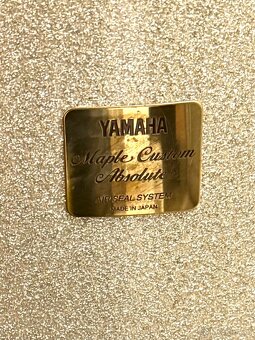 YAMAHA
Maple Custom
Absolute
AIR SEAL SYSTEM
MADE IN JAPAN